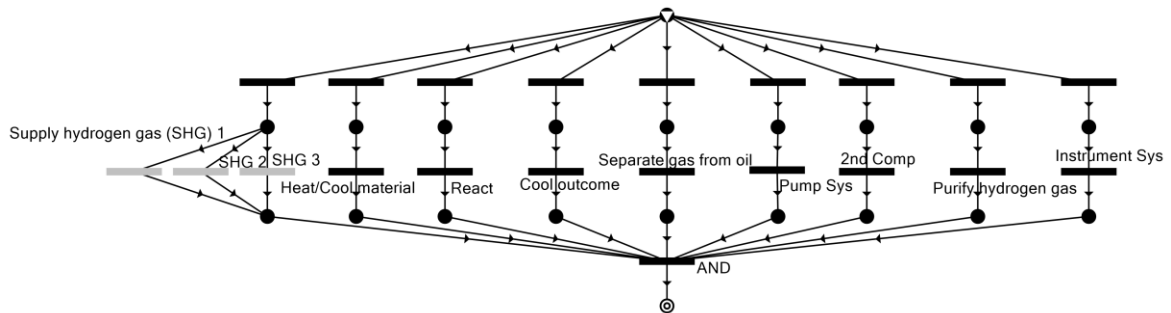 Supply hydrogen gas (SHG) 1
SHG 2
SHG 3
Heat/Cool material
React
Cool outcome
Separate gas from oil
Pump Sys
2nd Comp
Purify hydrogen gas
Instrument Sys
AND